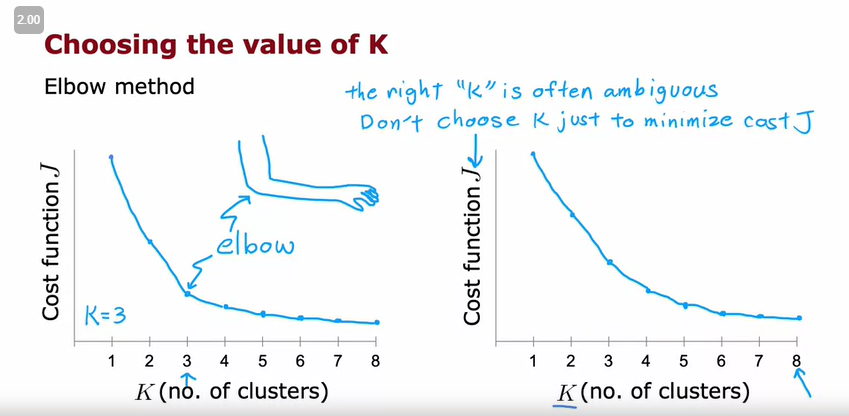 2.00
Choosing the value of K
Elbow method
the right "K" is often ambiguous
Don't choose K just to minimize cost J
Cost function J
elbow
K=3
1 2 3 4 5 6 7 8
K (no. of clusters)
Cost function J
1 2 3 4 5 6 7 8
K (no. of clusters)